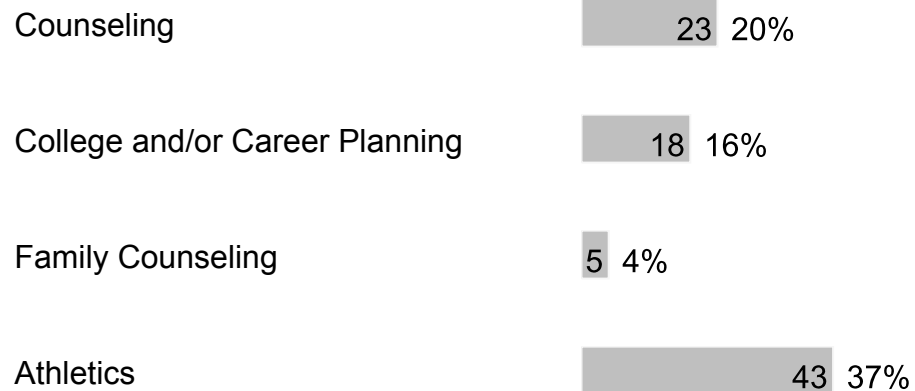 Counseling 23 20%
College and/or Career Planning 18 16%
Family Counseling 5 4%
Athletics 43 37%